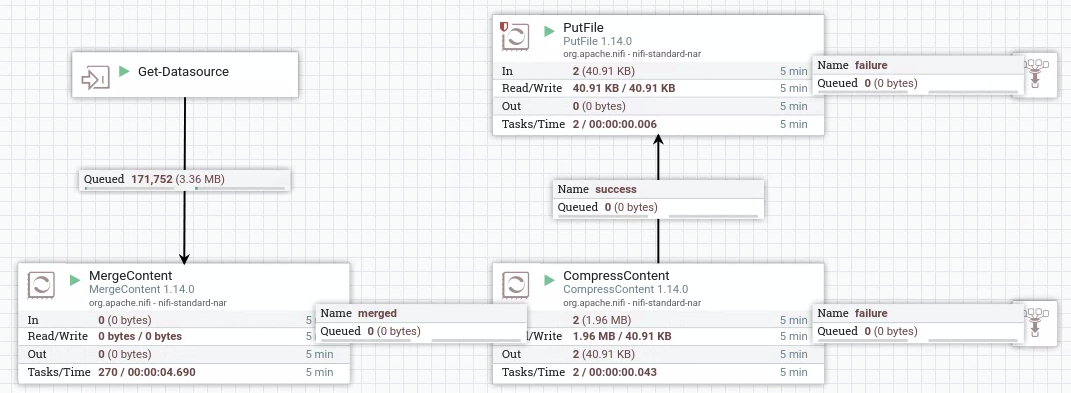 Get-Datasource
Queued 171,752 (3.36 MB)
MergeContent
MergeContent 1.14.0
org.apache.nifi - nifi-standard-nar
In 0 (0 bytes) 5
Read/Write 0 bytes / 0 bytes 5
Out 0 (0 bytes) 5 min
Tasks/Time 270 / 00:00:04.690 5 min
Name merged
Queued 0 (0 bytes)
PutFile
PutFile 1.14.0
org.apache.nifi - nifi-standard-nar
In 2 (40.91 KB) 5 min
Read/Write 40.91 KB / 40.91 KB 5 min
Out 0 (0 bytes) 5 min
Tasks/Time 2 / 00:00:00.006 5 min
Name failure
Queued 0 (0 bytes)
Name success
Queued 0 (0 bytes)
CompressContent
CompressContent 1.14.0
org.apache.nifi - nifi-standard-nar
2 (1.96 MB) 5 min
/Write 1.96 MB / 40.91 KB 5 min
Out 2 (40.91 KB) 5 min
Tasks/Time 2 / 00:00:00.043 5 min
Name failure
Queued 0 (0 bytes)